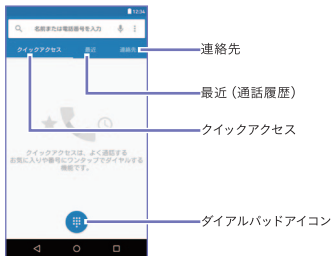 12:34
名前または電話番号を入力
クイックアクセス 最近 連絡先
クイックアクセスは、よく通話する
お気に入りや番号にワンタップでダイヤルする
機能です。
連絡先
最近（通話履歴）
クイックアクセス
ダイアルパッドアイコン